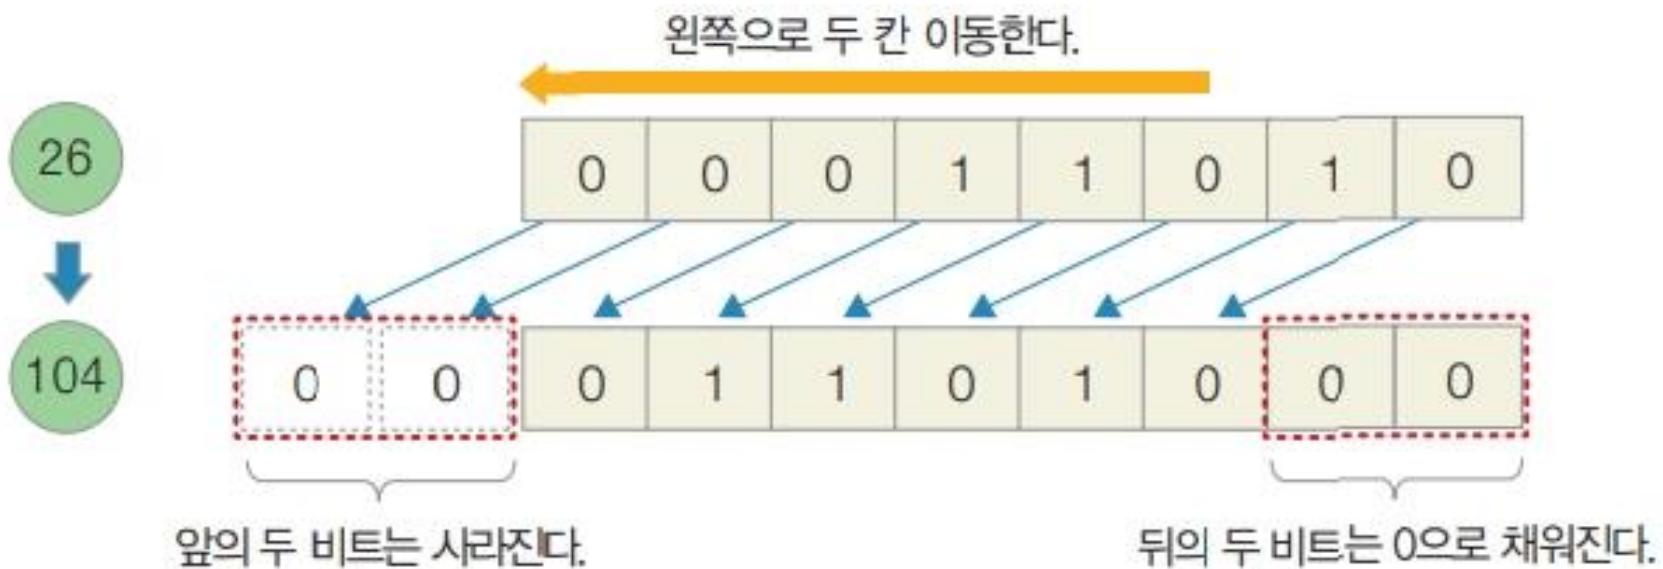 왼쪽으로 두 칸 이동한다.
26
0 0 0 1 1 0 1 0
104
0 0 0 1 1 0 1 0 0 0
앞의 두 비트는 사라진다.
뒤의 두 비트는 0으로 채워진다.